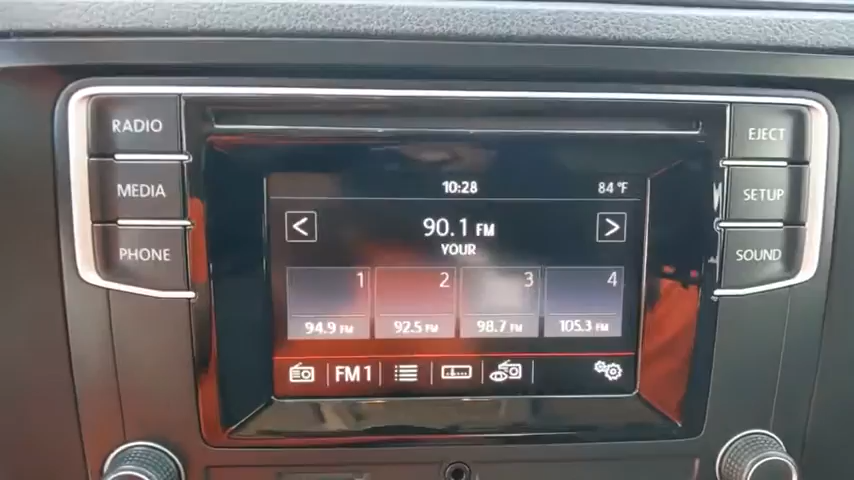 RADIO
MEDIA
PHONE
EJECT
SETUP
SOUND
10:28
84 °F
<
90.1 FM
>
YOUR
1
2
3
4
94.9 FM
92.5 FM
98.7 FM
105.3 FM
FM 1